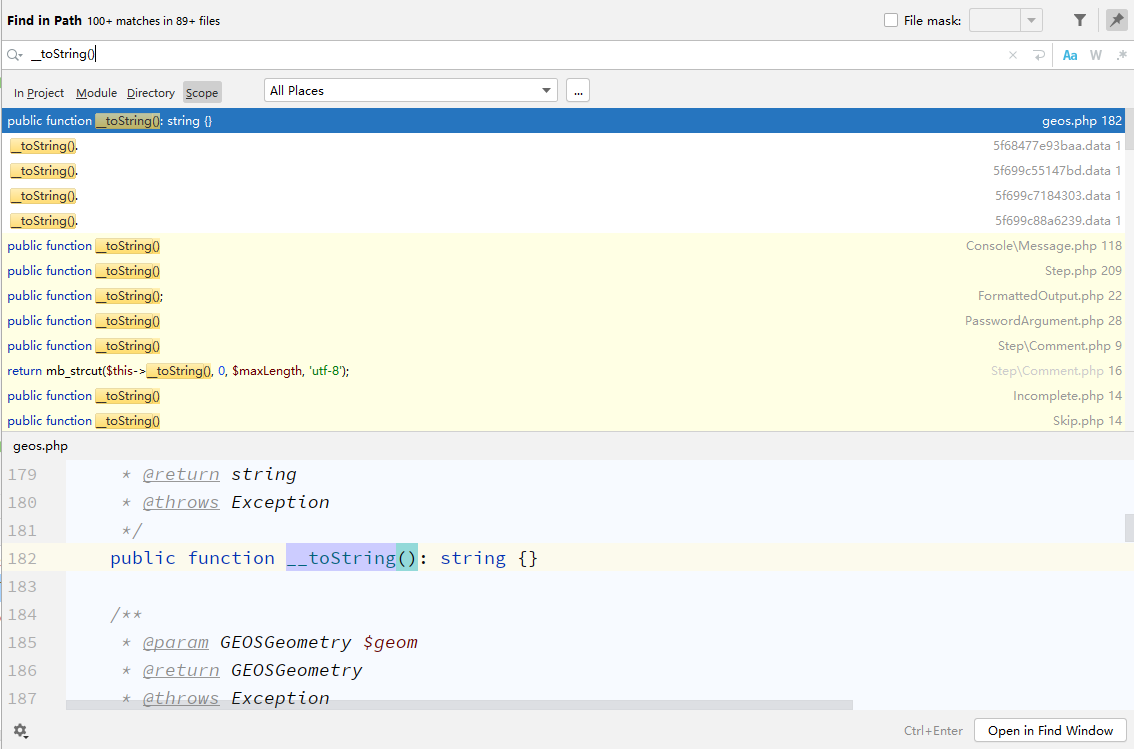 Find in Path 100+ matches in 89+ files File mask:
__toString() Aa W .*
In Project Module Directory Scope All Places ...
public function __toString(): string {} geos.php 182
__toString(). 5f68477e93baa.data 1
__toString(). 5f699c55147bd.data 1
__toString(). 5f699c7184303.data 1
__toString(). 5f699c88a6239.data 1
public function __toString() Console\Message.php 118
public function __toString() Step.php 209
public function __toString(); FormattedOutput.php 22
public function __toString() PasswordArgument.php 28
public function __toString() Step\Comment.php 9
return mb_strcut($this->__toString(), 0, $maxLength, 'utf-8'); Step\Comment.php 16
public function __toString() Incomplete.php 14
public function __toString() Skip.php 14
geos.php
179 * @return string
180 * @throws Exception
181 */
182 public function __toString(): string {}
183
184 /**
185 * @param GEOSGeometry $geom
186 * @return GEOSGeometry
187 * @throws Exception
Ctrl+Enter Open in Find Window